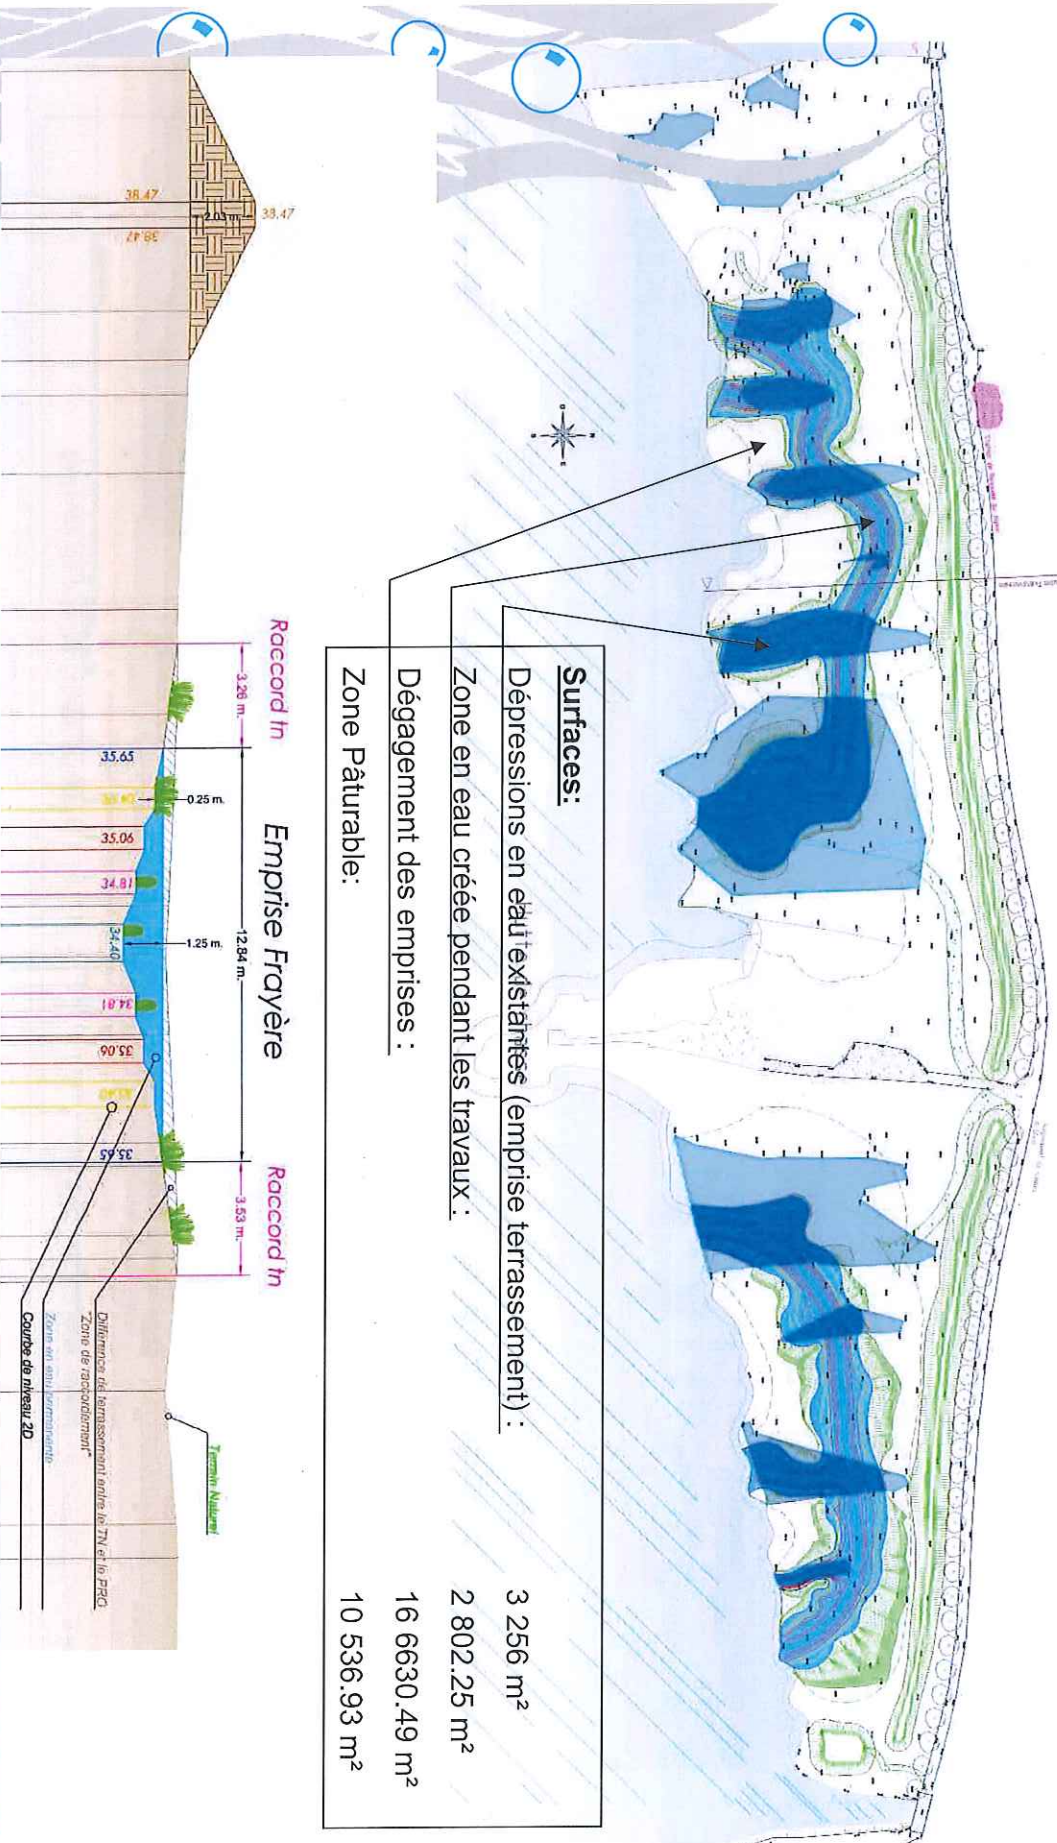 Surfaces:
Dépressions en eau existantes (emprise terrassement) : 3 256 m²
Zone en eau créée pendant les travaux : 2 802.25 m²
Dégagement des emprises : 16 6630.49 m²
Zone Pâturable: 10 536.93 m²
Raccord tn
Emprise Frayère
Raccord tn
3.26 m.
12.84 m.
3.53 m.
0.25 m.
1.25 m.
38.47
2.03 m.
38.47
38.47
35.65
35.06
34.81
34.40
34.81
35.06
35.65
Terrain Naturel
Différence de terrassement entre le TN et le PRO
"Zone de raccordement"
Zone en eau permanente
Courbe de niveau 2D